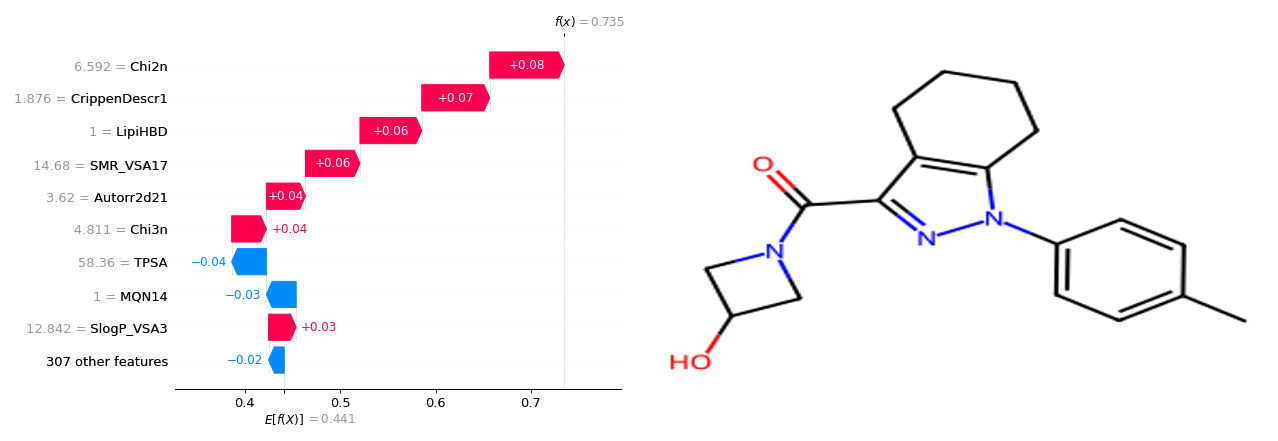 f(x) = 0.735
6.592 = Chi2n
+0.08
1.876 = CrippenDescr1
+0.07
1 = LipiHBD
+0.06
14.68 = SMR_VSA17
+0.06
3.62 = Autorr2d21
+0.04
4.811 = Chi3n
+0.04
58.36 = TPSA
−0.04
1 = MQN14
−0.03
12.842 = SlogP_VSA3
+0.03
307 other features
−0.02
0.4 0.5 0.6 0.7
E[f(X)] = 0.441
O
N
N
N
HO